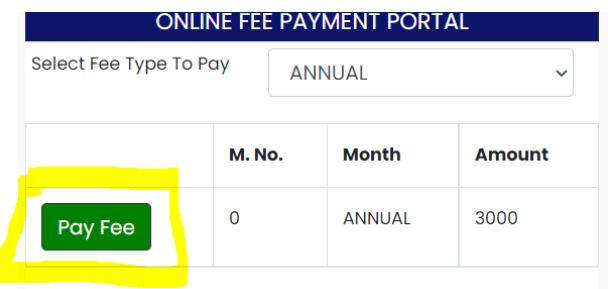 ONLINE FEE PAYMENT PORTAL
Select Fee Type To Pay ANNUAL
M. No. Month Amount
Pay Fee 0 ANNUAL 3000